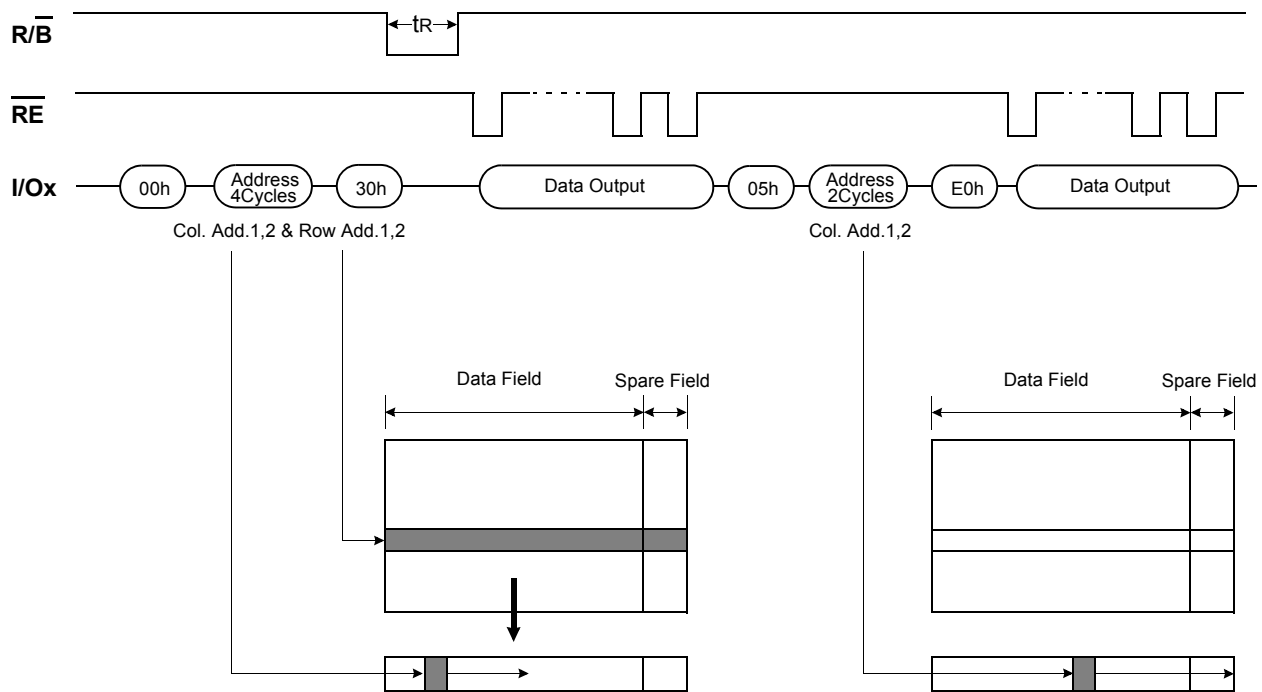 R/B̅
tR
R̅E̅
I/Ox
00h
Address
4Cycles
30h
Data Output
05h
Address
2Cycles
E0h
Data Output
Col. Add.1,2 & Row Add.1,2
Col. Add.1,2
Data Field
Spare Field
Data Field
Spare Field